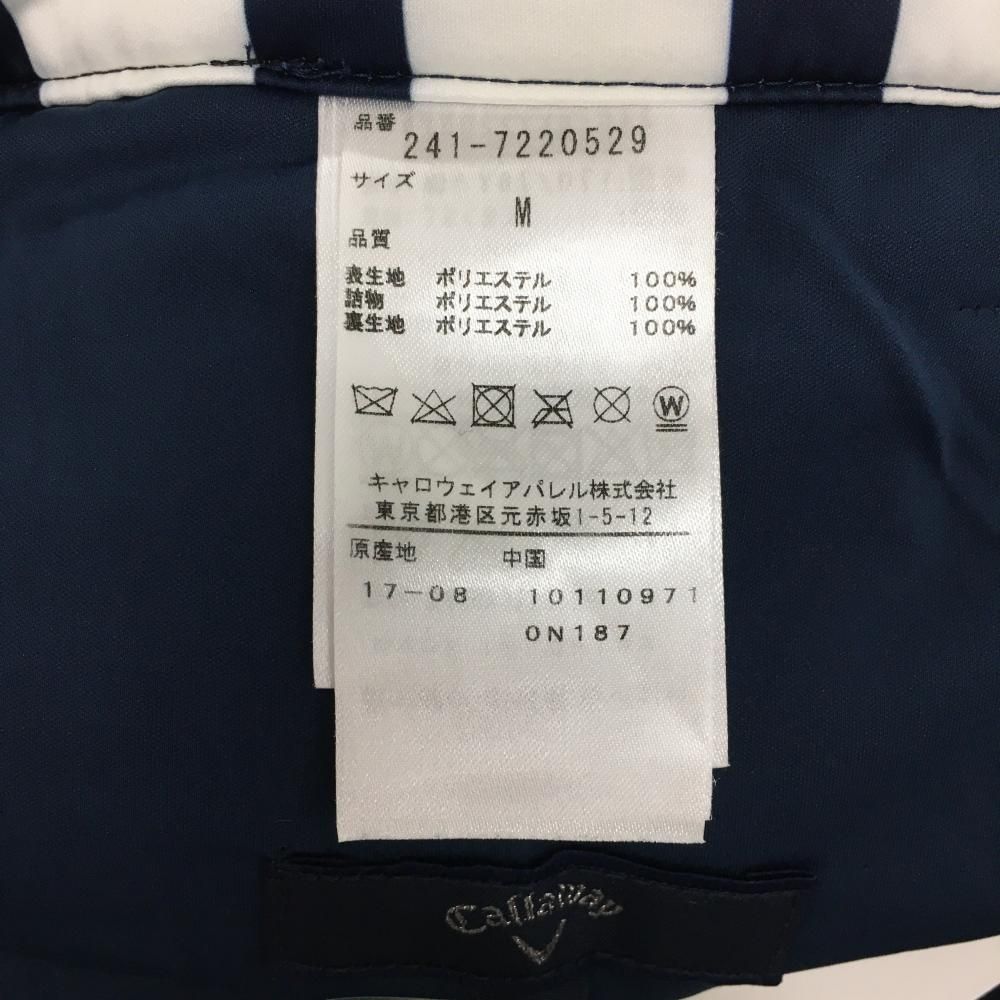 品番
241-7220529
サイズ
M
品質
表生地 ポリエステル 100%
詰物 ポリエステル 100%
裏生地 ポリエステル 100%
W
キャロウェイアパレル株式会社
東京都港区元赤坂1-5-12
原産地 中国
17-08 10110971
0N187
Callaway